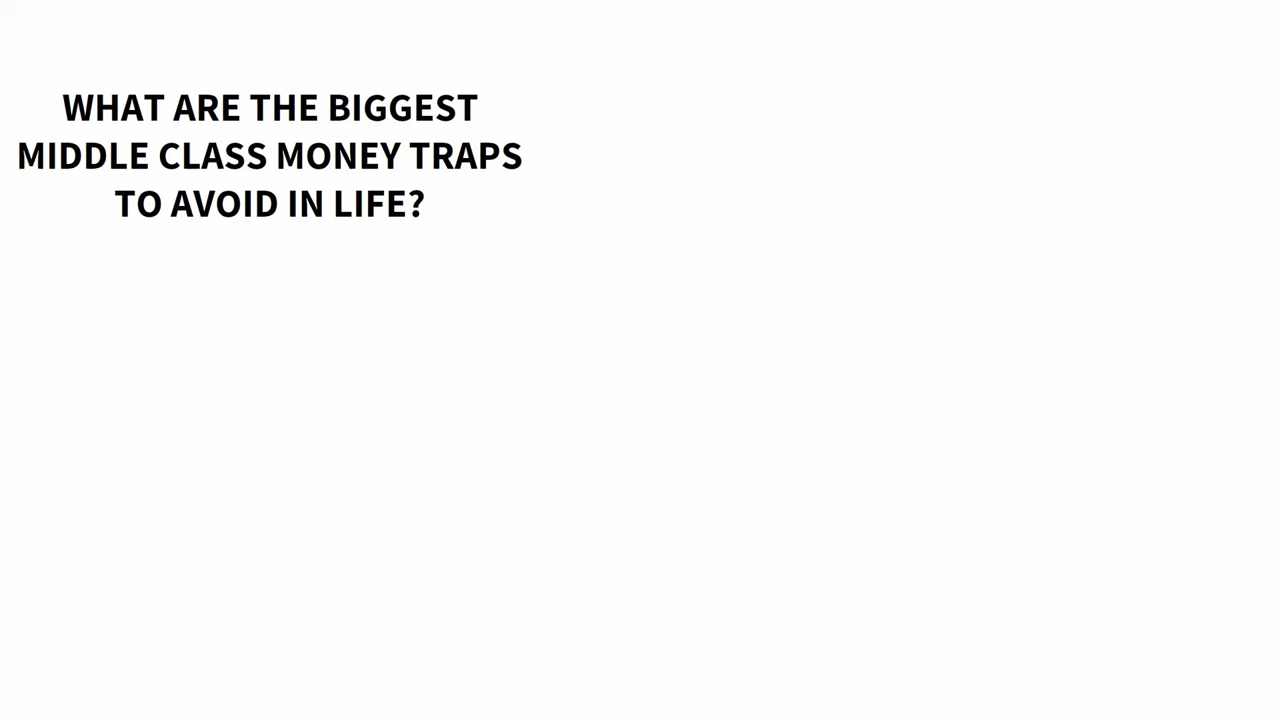 WHAT ARE THE BIGGEST
MIDDLE CLASS MONEY TRAPS
TO AVOID IN LIFE?